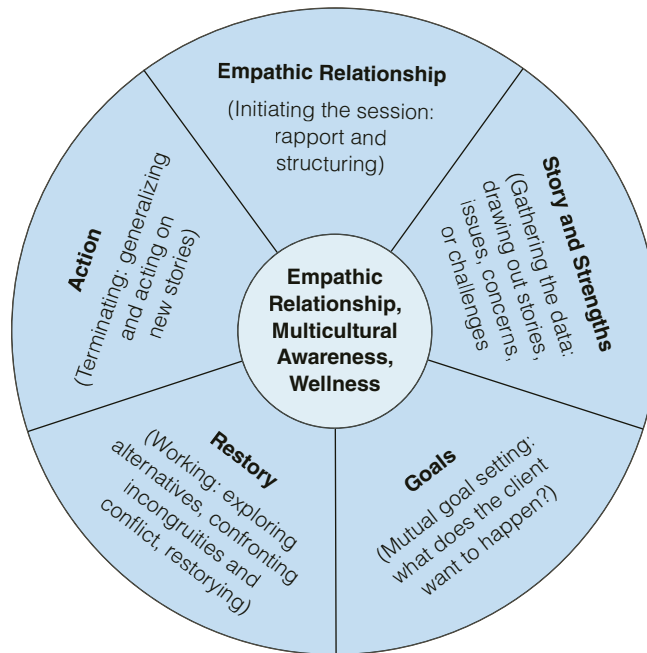 Empathic Relationship
(Initiating the session:
rapport and
structuring)
Story and Strengths
(Gathering the data:
drawing out stories,
issues, concerns,
or challenges
Goals
(Mutual goal setting:
what does the client
want to happen?)
Restory
(Working: exploring
alternatives, confronting
incongruities and
conflict, restorying)
Action
(Terminating: generalizing
and acting on
new stories)
Empathic
Relationship,
Multicultural
Awareness,
Wellness